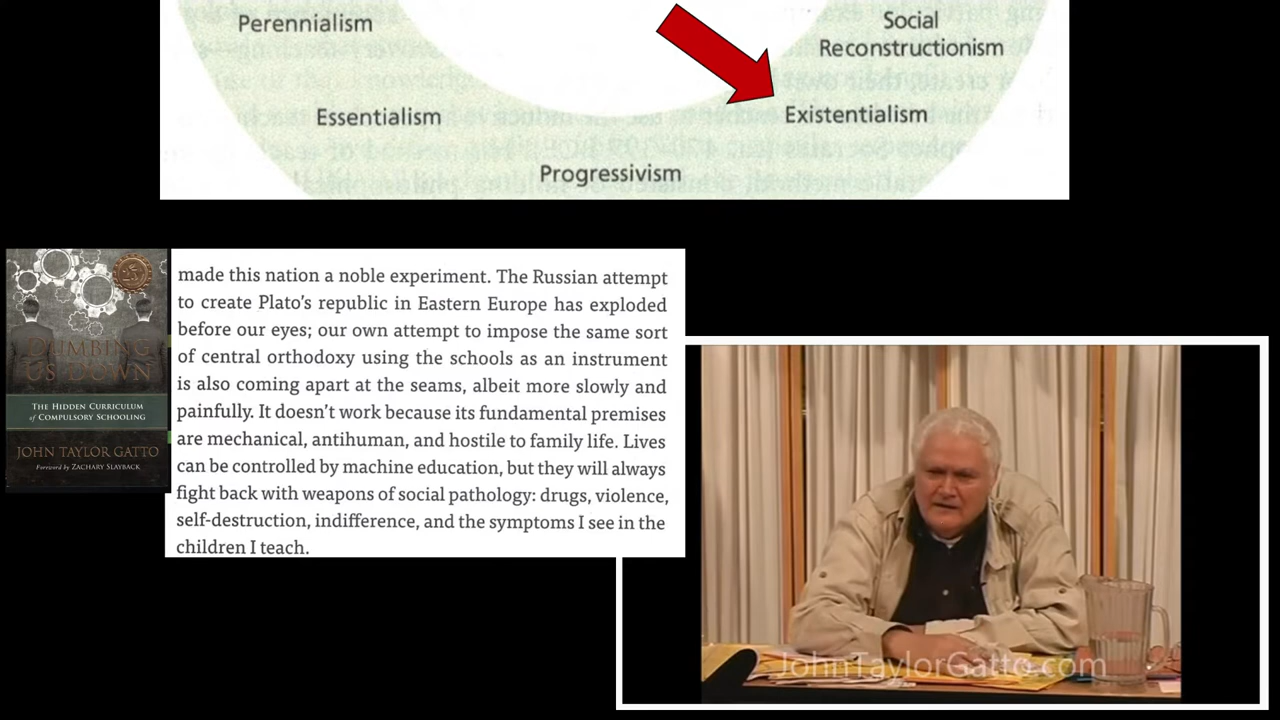 Perennialism
Social
Reconstructionism
Essentialism
Existentialism
Progressivism
DUMBING
US DOWN
THE HIDDEN CURRICULUM
of COMPULSORY SCHOOLING
JOHN TAYLOR GATTO
Foreword by ZACHARY SLAYBACK
made this nation a noble experiment. The Russian attempt
to create Plato's republic in Eastern Europe has exploded
before our eyes; our own attempt to impose the same sort
of central orthodoxy using the schools as an instrument
is also coming apart at the seams, albeit more slowly and
painfully. It doesn't work because its fundamental premises
are mechanical, antihuman, and hostile to family life. Lives
can be controlled by machine education, but they will always
fight back with weapons of social pathology: drugs, violence,
self-destruction, indifference, and the symptoms I see in the
children I teach.
JohnTaylorGatto.com